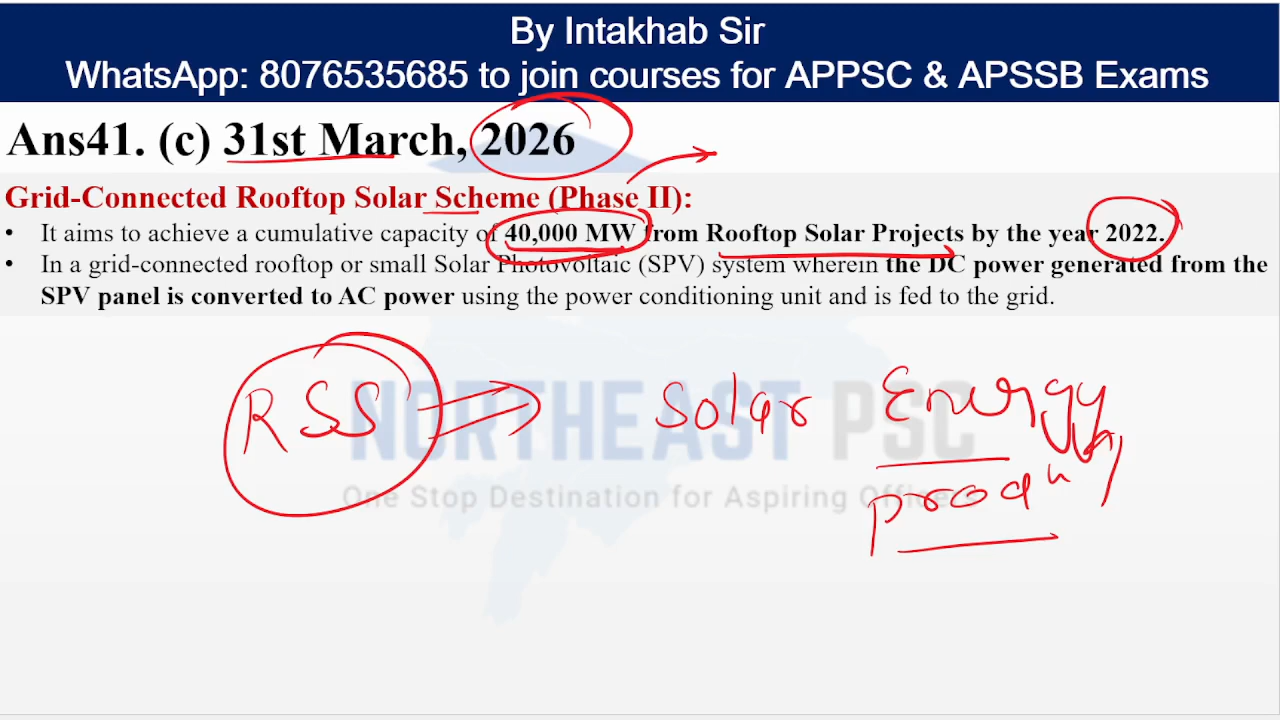 By Intakhab Sir
WhatsApp: 8076535685 to join courses for APPSC & APSSB Exams
Ans41. (c) 31st March, 2026
Grid-Connected Rooftop Solar Scheme (Phase II):
• It aims to achieve a cumulative capacity of 40,000 MW from Rooftop Solar Projects by the year 2022.
• In a grid-connected rooftop or small Solar Photovoltaic (SPV) system wherein the DC power generated from the
SPV panel is converted to AC power using the power conditioning unit and is fed to the grid.
RSS Solar Energy
NORTHEAST PSC
One Stop Destination for Aspiring Officers
prodn